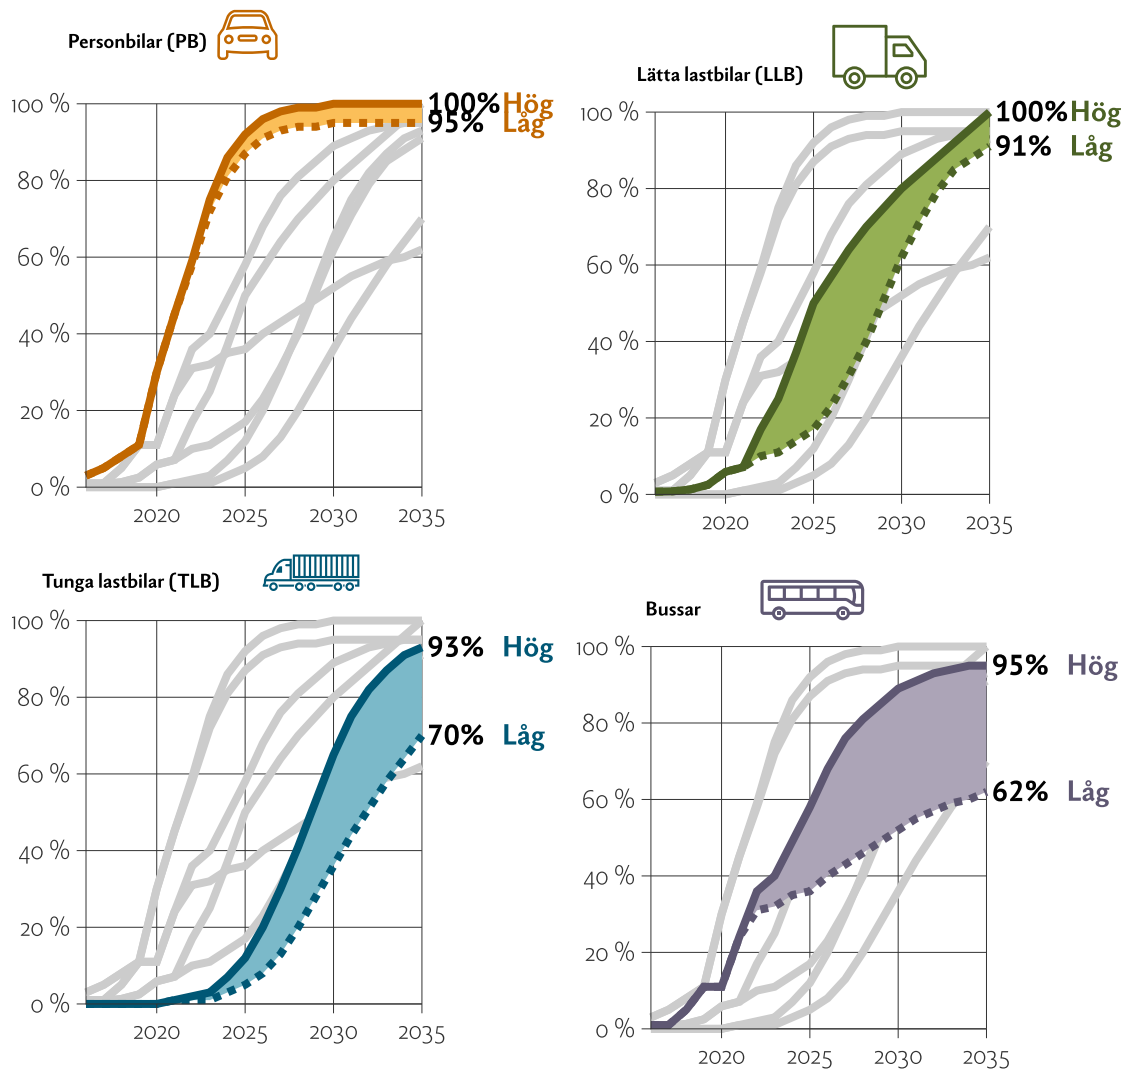 Personbilar (PB)
100 %
80 %
60 %
40 %
20 %
0 %
2020 2025 2030 2035
100% Hög
95% Låg
Lätta lastbilar (LLB)
100 %
80 %
60 %
40 %
20 %
0 %
2020 2025 2030 2035
100% Hög
91% Låg
Tunga lastbilar (TLB)
100 %
80 %
60 %
40 %
20 %
0 %
2020 2025 2030 2035
93% Hög
70% Låg
Bussar
100 %
80 %
60 %
40 %
20 %
0 %
2020 2025 2030 2035
95% Hög
62% Låg